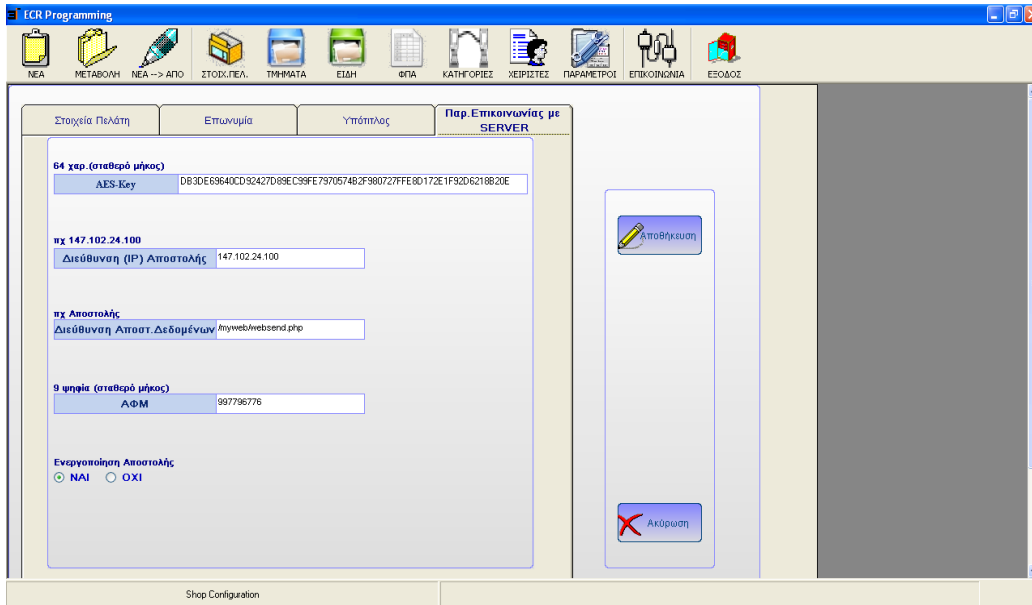 ECR Programming
ΝΕΑ
ΜΕΤΑΒΟΛΗ
ΝΕΑ --> ΑΠΟ
ΣΤΟΙΧ.ΠΕΛ.
ΤΜΗΜΑΤΑ
ΕΙΔΗ
ΦΠΑ
ΚΑΤΗΓΟΡΙΕΣ
ΧΕΙΡΙΣΤΕΣ
ΠΑΡΑΜΕΤΡΟΙ
ΕΠΙΚΟΙΝΩΝΙΑ
ΕΞΟΔΟΣ
Στοιχεία Πελάτη
Επωνυμία
Υπότιτλος
Παρ.Επικοινωνίας με
SERVER
64 χαρ.(σταθερό μήκος)
AES-Key DB3DE69640CD92427D89EC99FE7970574B2F980727FFE8D172E1F92D6218B20E
πχ 147.102.24.100
Διεύθυνση (IP) Αποστολής 147.102.24.100
πχ Αποστολής
Διεύθυνση Αποστ.Δεδομένων /myweb/websend.php
9 ψηφία (σταθερό μήκος)
ΑΦΜ 997796776
Ενεργοποίηση Αποστολής
ΝΑΙ ΟΧΙ
Αποθήκευση
Ακύρωση
Shop Configuration